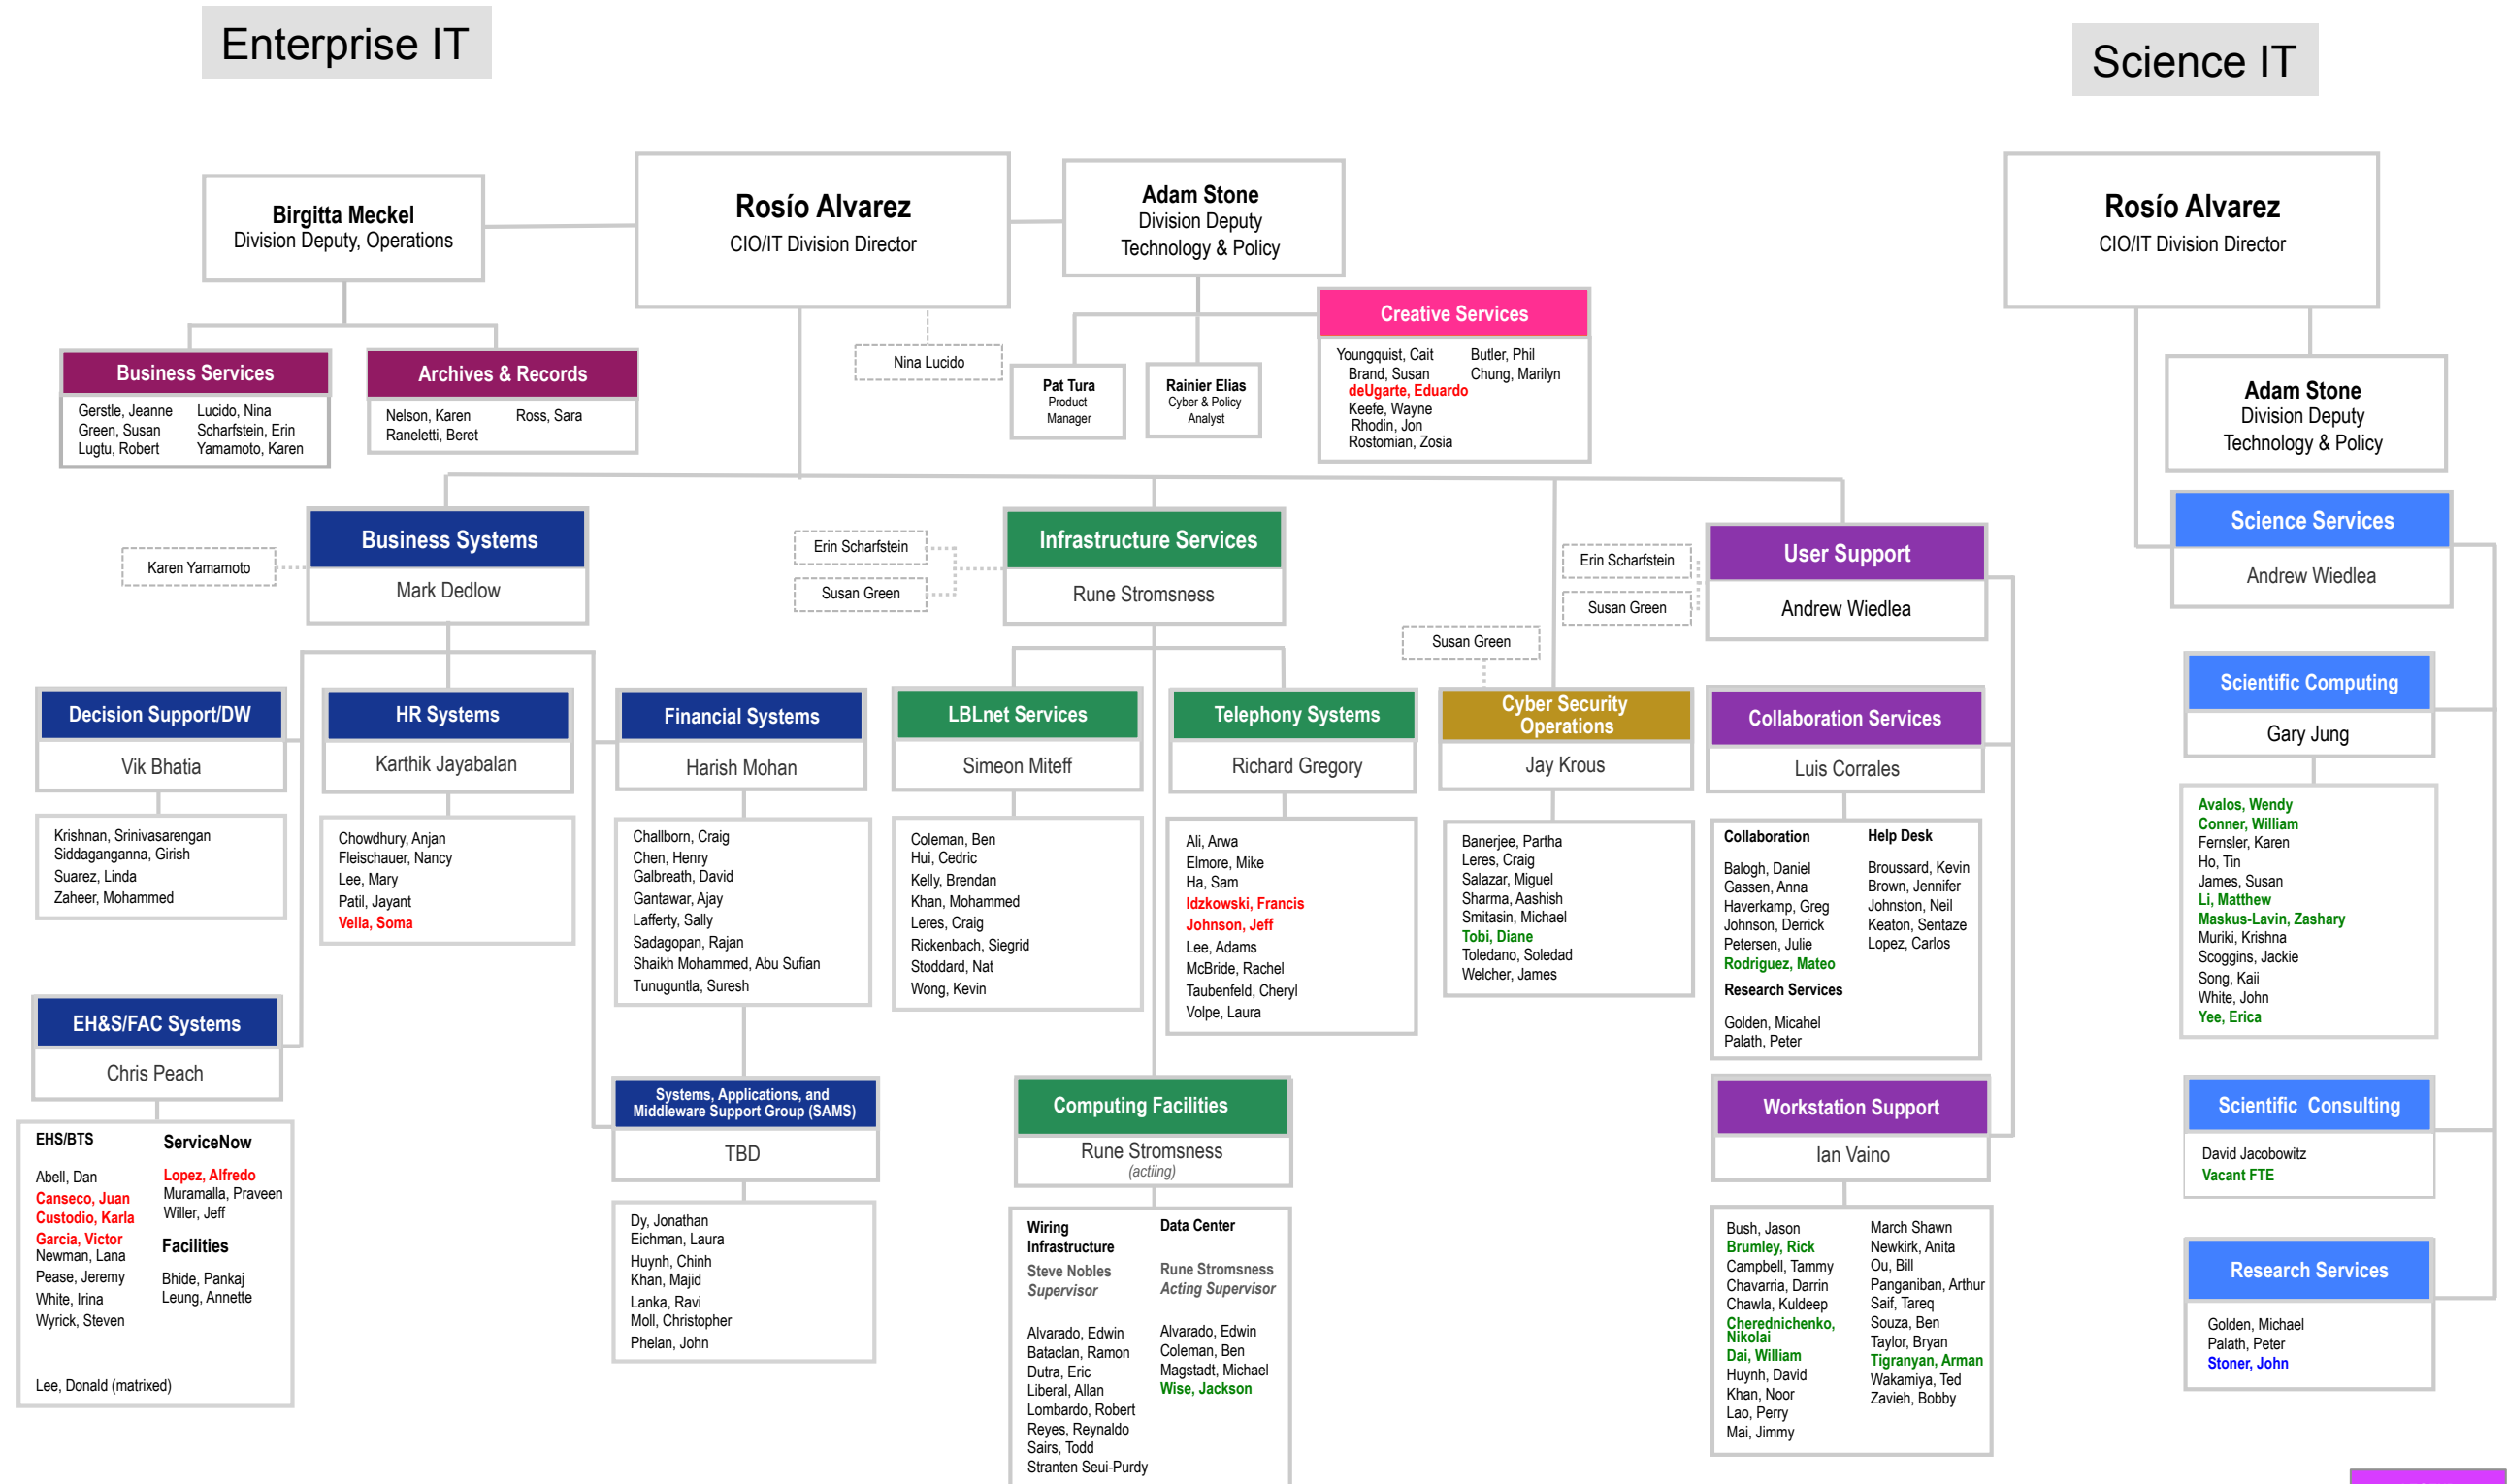 Enterprise IT
Science IT
Birgitta Meckel
Division Deputy, Operations
Rosío Alvarez
CIO/IT Division Director
Adam Stone
Division Deputy
Technology & Policy
Rosío Alvarez
CIO/IT Division Director
Business Services
Gerstle, Jeanne
Green, Susan
Lugtu, Robert
Lucido, Nina
Scharfstein, Erin
Yamamoto, Karen
Archives & Records
Nelson, Karen
Raneletti, Beret
Ross, Sara
Nina Lucido
Pat Tura
Product
Manager
Rainier Elias
Cyber & Policy
Analyst
Creative Services
Youngquist, Cait
Brand, Susan
deUgarte, Eduardo
Keefe, Wayne
Rhodin, Jon
Rostomian, Zosia
Butler, Phil
Chung, Marilyn
Adam Stone
Division Deputy
Technology & Policy
Karen Yamamoto
Business Systems
Mark Dedlow
Erin Scharfstein
Susan Green
Infrastructure Services
Rune Stromsness
Erin Scharfstein
Susan Green
User Support
Andrew Wiedlea
Science Services
Andrew Wiedlea
Susan Green
Decision Support/DW
Vik Bhatia
Krishnan, Srinivasarengan
Siddaganganna, Girish
Suarez, Linda
Zaheer, Mohammed
HR Systems
Karthik Jayabalan
Chowdhury, Anjan
Fleischauer, Nancy
Lee, Mary
Patil, Jayant
Vella, Soma
Financial Systems
Harish Mohan
Challborn, Craig
Chen, Henry
Galbreath, David
Gantawar, Ajay
Lafferty, Sally
Sadagopan, Rajan
Shaikh Mohammed, Abu Sufian
Tunuguntla, Suresh
LBLnet Services
Simeon Miteff
Coleman, Ben
Hui, Cedric
Kelly, Brendan
Khan, Mohammed
Leres, Craig
Rickenbach, Siegrid
Stoddard, Nat
Wong, Kevin
Telephony Systems
Richard Gregory
Ali, Arwa
Elmore, Mike
Ha, Sam
Idzkowski, Francis
Johnson, Jeff
Lee, Adams
McBride, Rachel
Taubenfeld, Cheryl
Volpe, Laura
Cyber Security
Operations
Jay Krous
Banerjee, Partha
Leres, Craig
Salazar, Miguel
Sharma, Aashish
Smitasin, Michael
Tobi, Diane
Toledano, Soledad
Welcher, James
Collaboration Services
Luis Corrales
Collaboration
Balogh, Daniel
Gassen, Anna
Haverkamp, Greg
Johnson, Derrick
Petersen, Julie
Rodriguez, Mateo
Research Services
Golden, Micahel
Palath, Peter
Help Desk
Broussard, Kevin
Brown, Jennifer
Johnston, Neil
Keaton, Sentaze
Lopez, Carlos
Scientific Computing
Gary Jung
Avalos, Wendy
Conner, William
Fernsler, Karen
Ho, Tin
James, Susan
Li, Matthew
Maskus-Lavin, Zashary
Muriki, Krishna
Scoggins, Jackie
Song, Kaii
White, John
Yee, Erica
EH&S/FAC Systems
Chris Peach
EHS/BTS
Abell, Dan
Canseco, Juan
Custodio, Karla
Garcia, Victor
Newman, Lana
Pease, Jeremy
White, Irina
Wyrick, Steven
Lee, Donald (matrixed)
ServiceNow
Lopez, Alfredo
Muramalla, Praveen
Willer, Jeff
Facilities
Bhide, Pankaj
Leung, Annette
Systems, Applications, and
Middleware Support Group (SAMS)
TBD
Dy, Jonathan
Eichman, Laura
Huynh, Chinh
Khan, Majid
Lanka, Ravi
Moll, Christopher
Phelan, John
Computing Facilities
Rune Stromsness
(actiing)
Wiring
Infrastructure
Steve Nobles
Supervisor
Alvarado, Edwin
Bataclan, Ramon
Dutra, Eric
Liberal, Allan
Lombardo, Robert
Reyes, Reynaldo
Sairs, Todd
Stranten Seui-Purdy
Data Center
Rune Stromsness
Acting Supervisor
Alvarado, Edwin
Coleman, Ben
Magstadt, Michael
Wise, Jackson
Workstation Support
Ian Vaino
Bush, Jason
Brumley, Rick
Campbell, Tammy
Chavarria, Darrin
Chawla, Kuldeep
Cherednichenko,
Nikolai
Dai, William
Huynh, David
Khan, Noor
Lao, Perry
Mai, Jimmy
March Shawn
Newkirk, Anita
Ou, Bill
Panganiban, Arthur
Saif, Tareq
Souza, Ben
Taylor, Bryan
Tigranyan, Arman
Wakamiya, Ted
Zavieh, Bobby
Scientific Consulting
David Jacobowitz
Vacant FTE
Research Services
Golden, Michael
Palath, Peter
Stoner, John